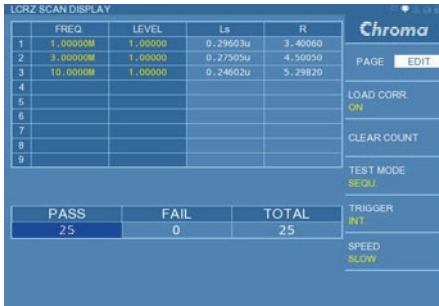 LCRZ SCAN DISPLAY
FREQ LEVEL Ls R
1 1.00000M 1.00000 0.29603u 3.40060
2 3.00000M 1.00000 0.27505u 4.50050
3 10.0000M 1.00000 0.24602u 5.29820
4
5
6
7
8
9
PASS FAIL TOTAL
25 0 25
Chroma
PAGE EDIT
LOAD CORR.
ON
CLEAR COUNT
TEST MODE
SEQU.
TRIGGER
INT.
SPEED
SLOW